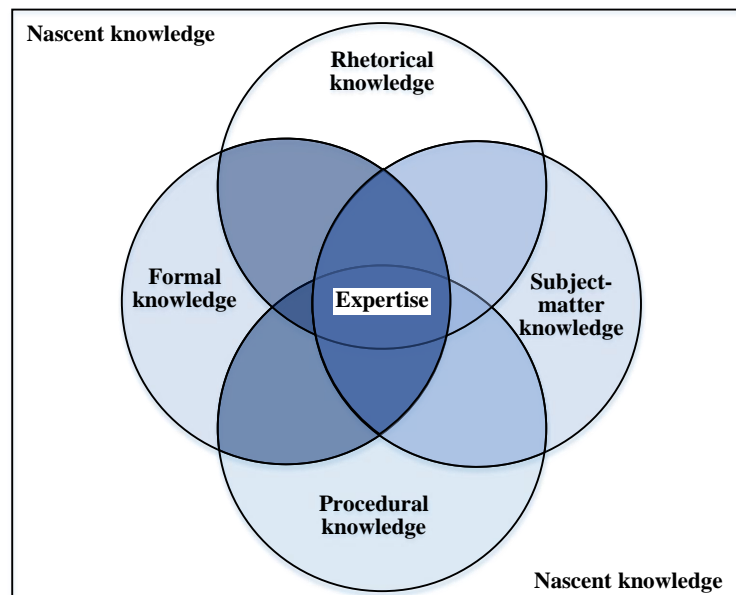 Nascent knowledge
Rhetorical
knowledge
Formal
knowledge
Expertise
Subject-
matter
knowledge
Procedural
knowledge
Nascent knowledge